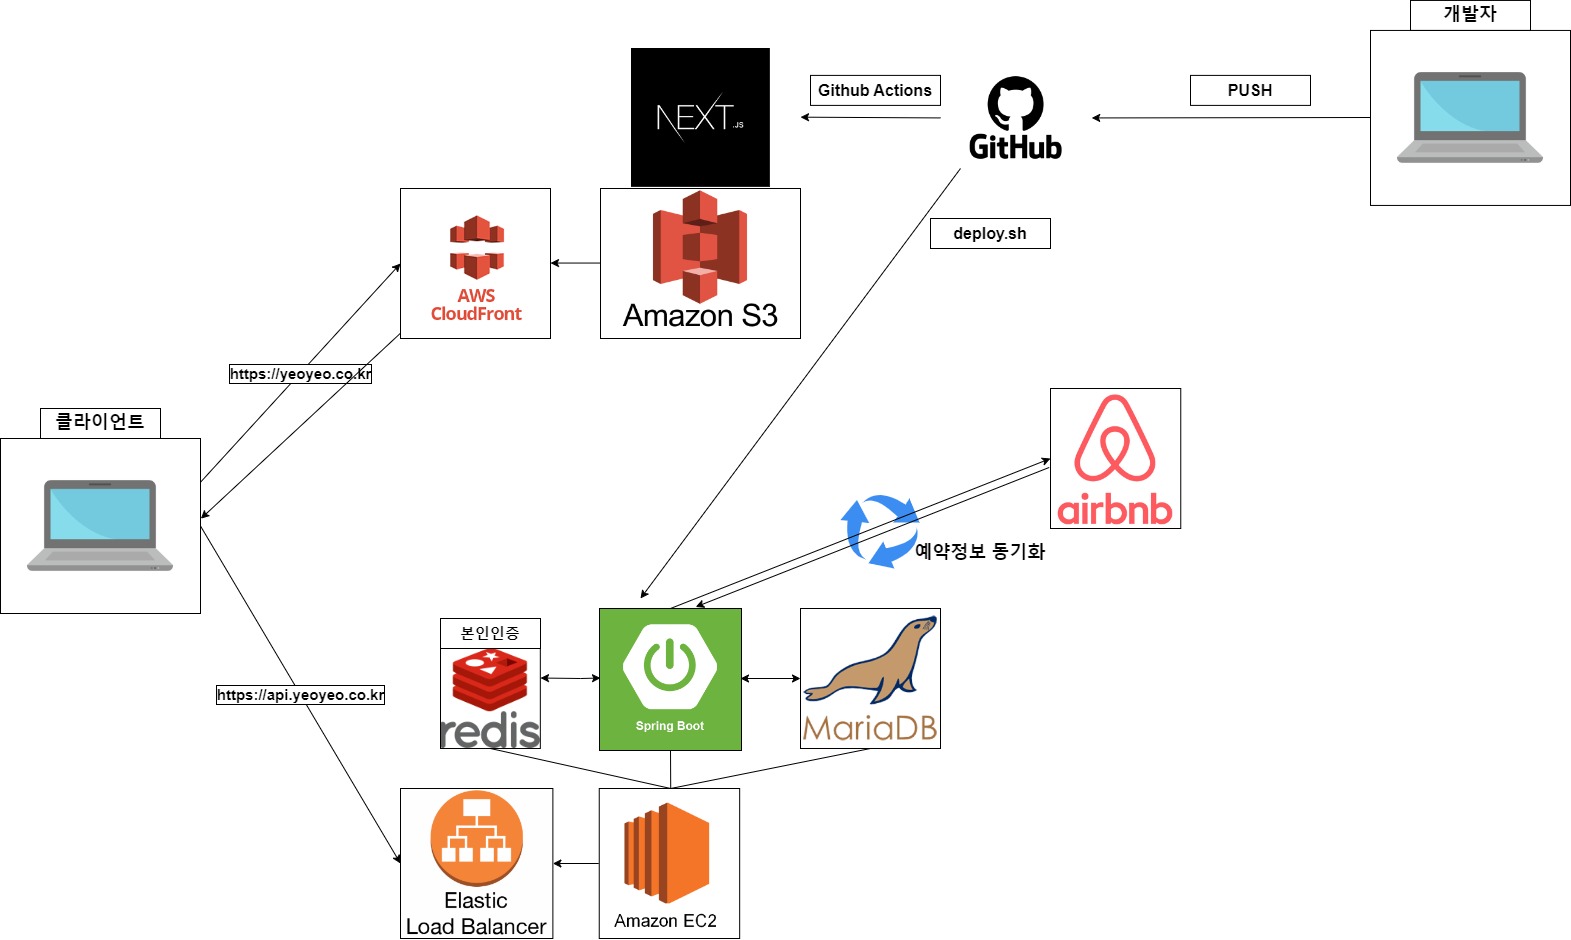 개발자
NEXT
.JS
Github Actions
GitHub
PUSH
deploy.sh
AWS
CloudFront
Amazon S3
https://yeoyeo.co.kr
클라이언트
airbnb
예약정보 동기화
본인인증
redis
Spring Boot
MariaDB
https://api.yeoyeo.co.kr
Elastic
Load Balancer
Amazon EC2